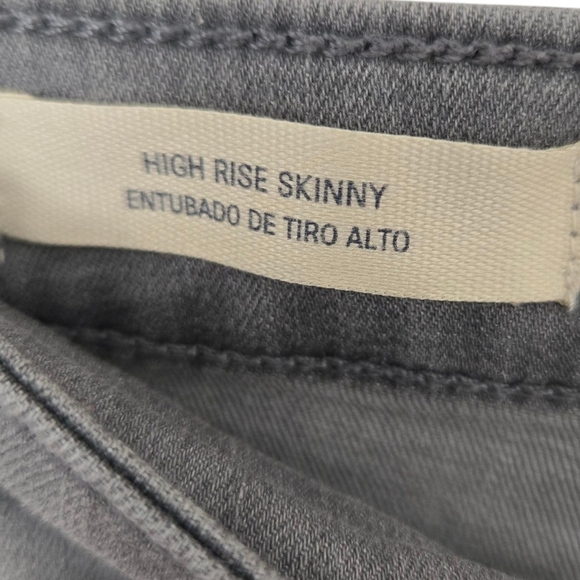 HIGH RISE SKINNY
ENTUBADO DE TIRO ALTO